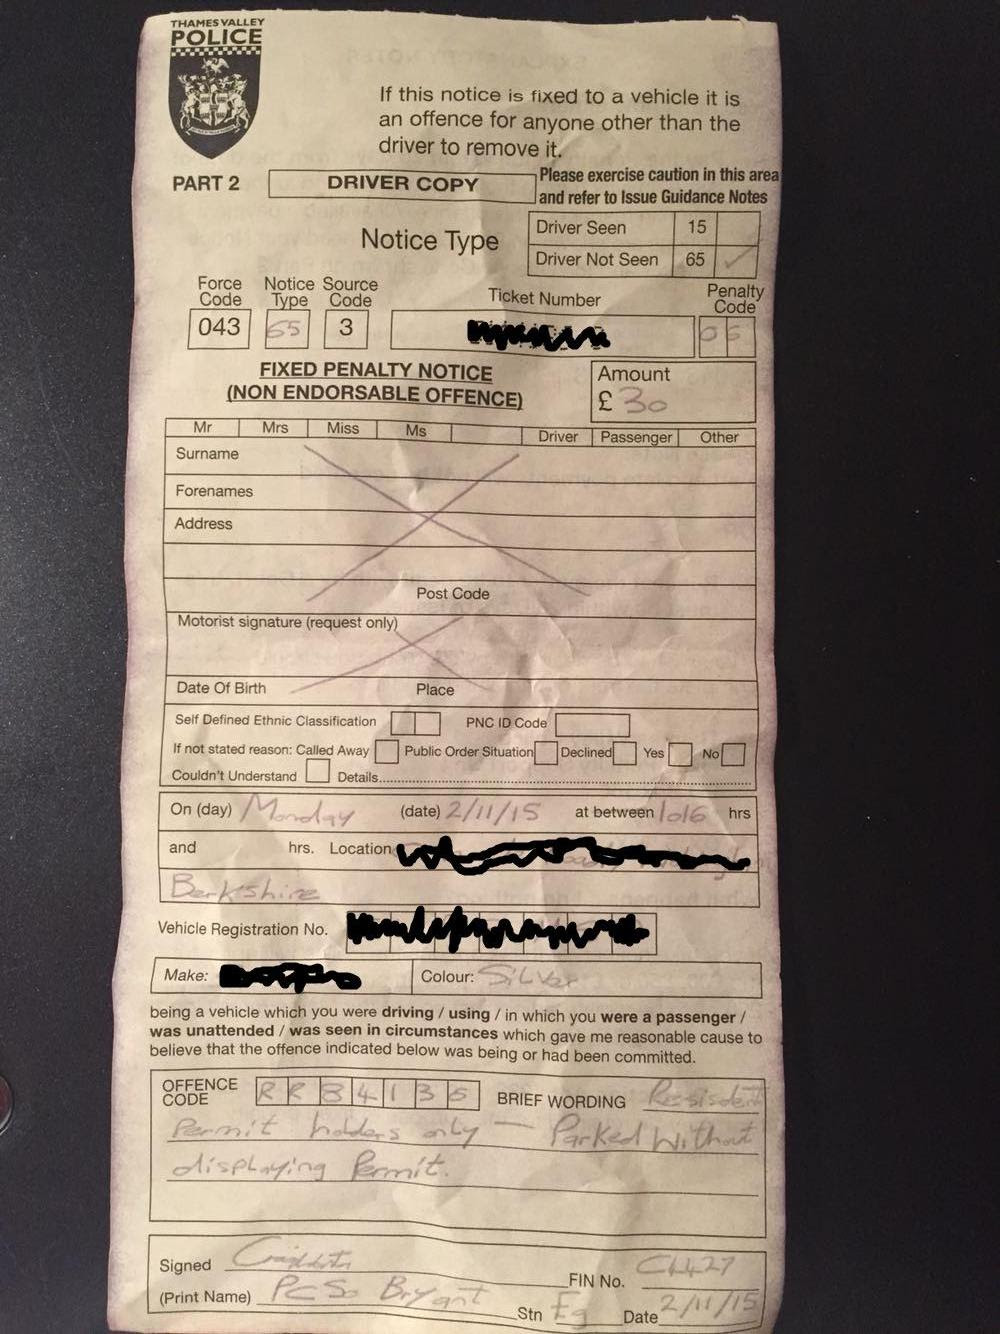 THAMES VALLEY
POLICE
If this notice is fixed to a vehicle it is
an offence for anyone other than the
driver to remove it.
PART 2 DRIVER COPY Please exercise caution in this area
and refer to Issue Guidance Notes
Notice Type Driver Seen 15
Driver Not Seen 65 ✓
Force Code Notice Type Source Code Ticket Number Penalty Code
043 65 3 06
FIXED PENALTY NOTICE
(NON ENDORSABLE OFFENCE)
Amount
£ 30
Mr Mrs Miss Ms Driver Passenger Other
Surname
Forenames
Address
Post Code
Motorist signature (request only)
Date Of Birth Place
Self Defined Ethnic Classification PNC ID Code
If not stated reason: Called Away Public Order Situation Declined Yes No
Couldn't Understand Details
On (day) Monday (date) 2/11/15 at between 1016 hrs
and hrs. Location
Berkshire
Vehicle Registration No.
Make: Colour: Silver
being a vehicle which you were driving / using / in which you were a passenger /
was unattended / was seen in circumstances which gave me reasonable cause to
believe that the offence indicated below was being or had been committed.
OFFENCE CODE RR84136 BRIEF WORDING Ressisdent
Permit holders only – Parked Without
displaying Permit.
Signed FIN No. C4427
(Print Name) PCSo Bryant Stn Eg Date 2/11/15